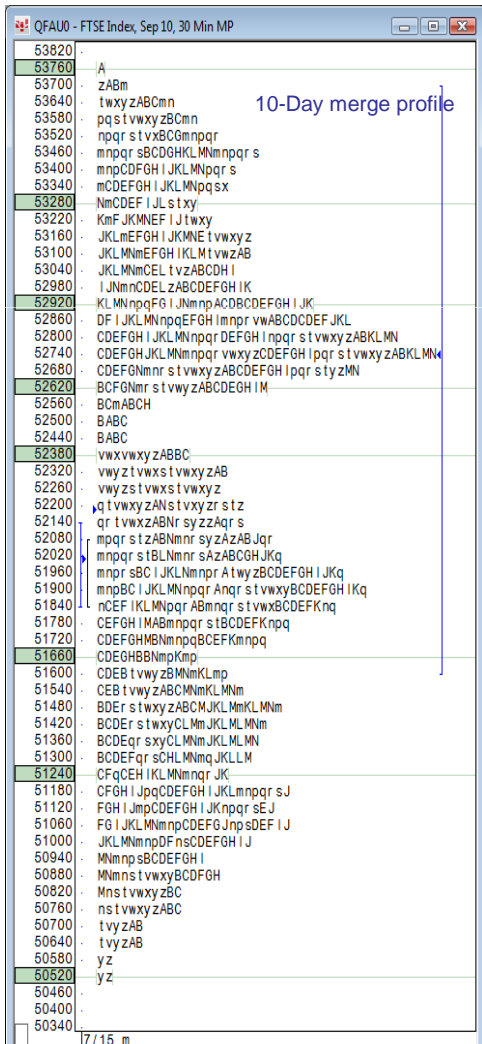 QFAU0 - FTSE Index, Sep 10, 30 Min MP
10-Day merge profile
53820
53760 A
53700 zABm
53640 twxyzABCmn
53580 pqstvwxyzBCmn
53520 npqrstvxBCGmnpqr
53460 mnpqrsBCDGHKLMNmnpqrs
53400 mnpCDFGHIJKLMNpqrs
53340 mCDEFGHIJKLMNpqsx
53280 NmCDEFIJLstxy
53220 KmFJKMNEFIJtwxy
53160 JKLmEFGHIJKMNEtvwxyz
53100 JKLMNmEFGHIKLMtvwzAB
53040 JKLMNmCELtvzABCDHI
52980 IJNmnCDELzABCDEFGHIK
52920 KLMNnpqFGIJNmnpACDBCDEFGHIJK
52860 DFIJKLMNnpqEFGHImnprvwABCDCDEFJKL
52800 CDEFGHIJKLMNnpqrDEFGHInpqrstvwxyzABKLMN
52740 CDEFGHJKLMNmnpqrvwxyzCDEFGHIpqrstvwxyzABKLMN
52680 CDEFGNmnrstvwxyzABCDEFGHIpqrstyzMN
52620 BCFGNmrstvwyzABCDEGHIM
52560 BCmABCH
52500 BABC
52440 BABC
52380 vwxvwxyzABBC
52320 vwyztvwxstvwxyzAB
52260 vwyzstvwxstvwxyz
52200 qtvwxyzANstvxyzrstz
52140 qrtvwxzABNrsyzzAqrs
52080 mpqrstzABNmnrsyzAzABJqr
52020 mnpqrstBLNmnrsAzABCGHJKq
51960 mnprsBCIJKLNmnprAtwyzBCDEFGHIJKq
51900 mnpBCIJKLMNnpqrAnqrstvwxyBCDEFGHIKq
51840 nCEFIKLMNpqrABmnqrstvwxBCDEFKnq
51780 CEFGHIMABmnpqrstBCDEFKnpq
51720 CDEFGHMBNmnpqBCEFKmnpq
51660 CDEGHBBNmpKmp
51600 CDEBtvwyzBMNmKLmp
51540 CEBtvwyzABCMNmKLMNm
51480 BDErstwxyzABCMJKLMmKLMNm
51420 BCDErstwxyCLMmJKLMLMNm
51360 BCDEqrsxyCLMNmJKLMLMN
51300 BCDEFqrsCHLMNmqJKLLM
51240 CFqCEHIKLMNmnqrJK
51180 CFGHIJpqCDEFGHIJKLmnpqrsJ
51120 FGHIJmpCDEFGHIJKnpqrsEJ
51060 FGIJKLMNmnpCDEFGJnpsDEFIJ
51000 JKLMNmnpDFnsCDEFGHIJ
50940 MNmnpsBCDEFGHI
50880 MNmnstvwxyBCDFGH
50820 MnstvwxyzBC
50760 nstvwxyzABC
50700 tvyzAB
50640 tvyzAB
50580 yz
50520 yz
50460
50400
50340
7/15 m